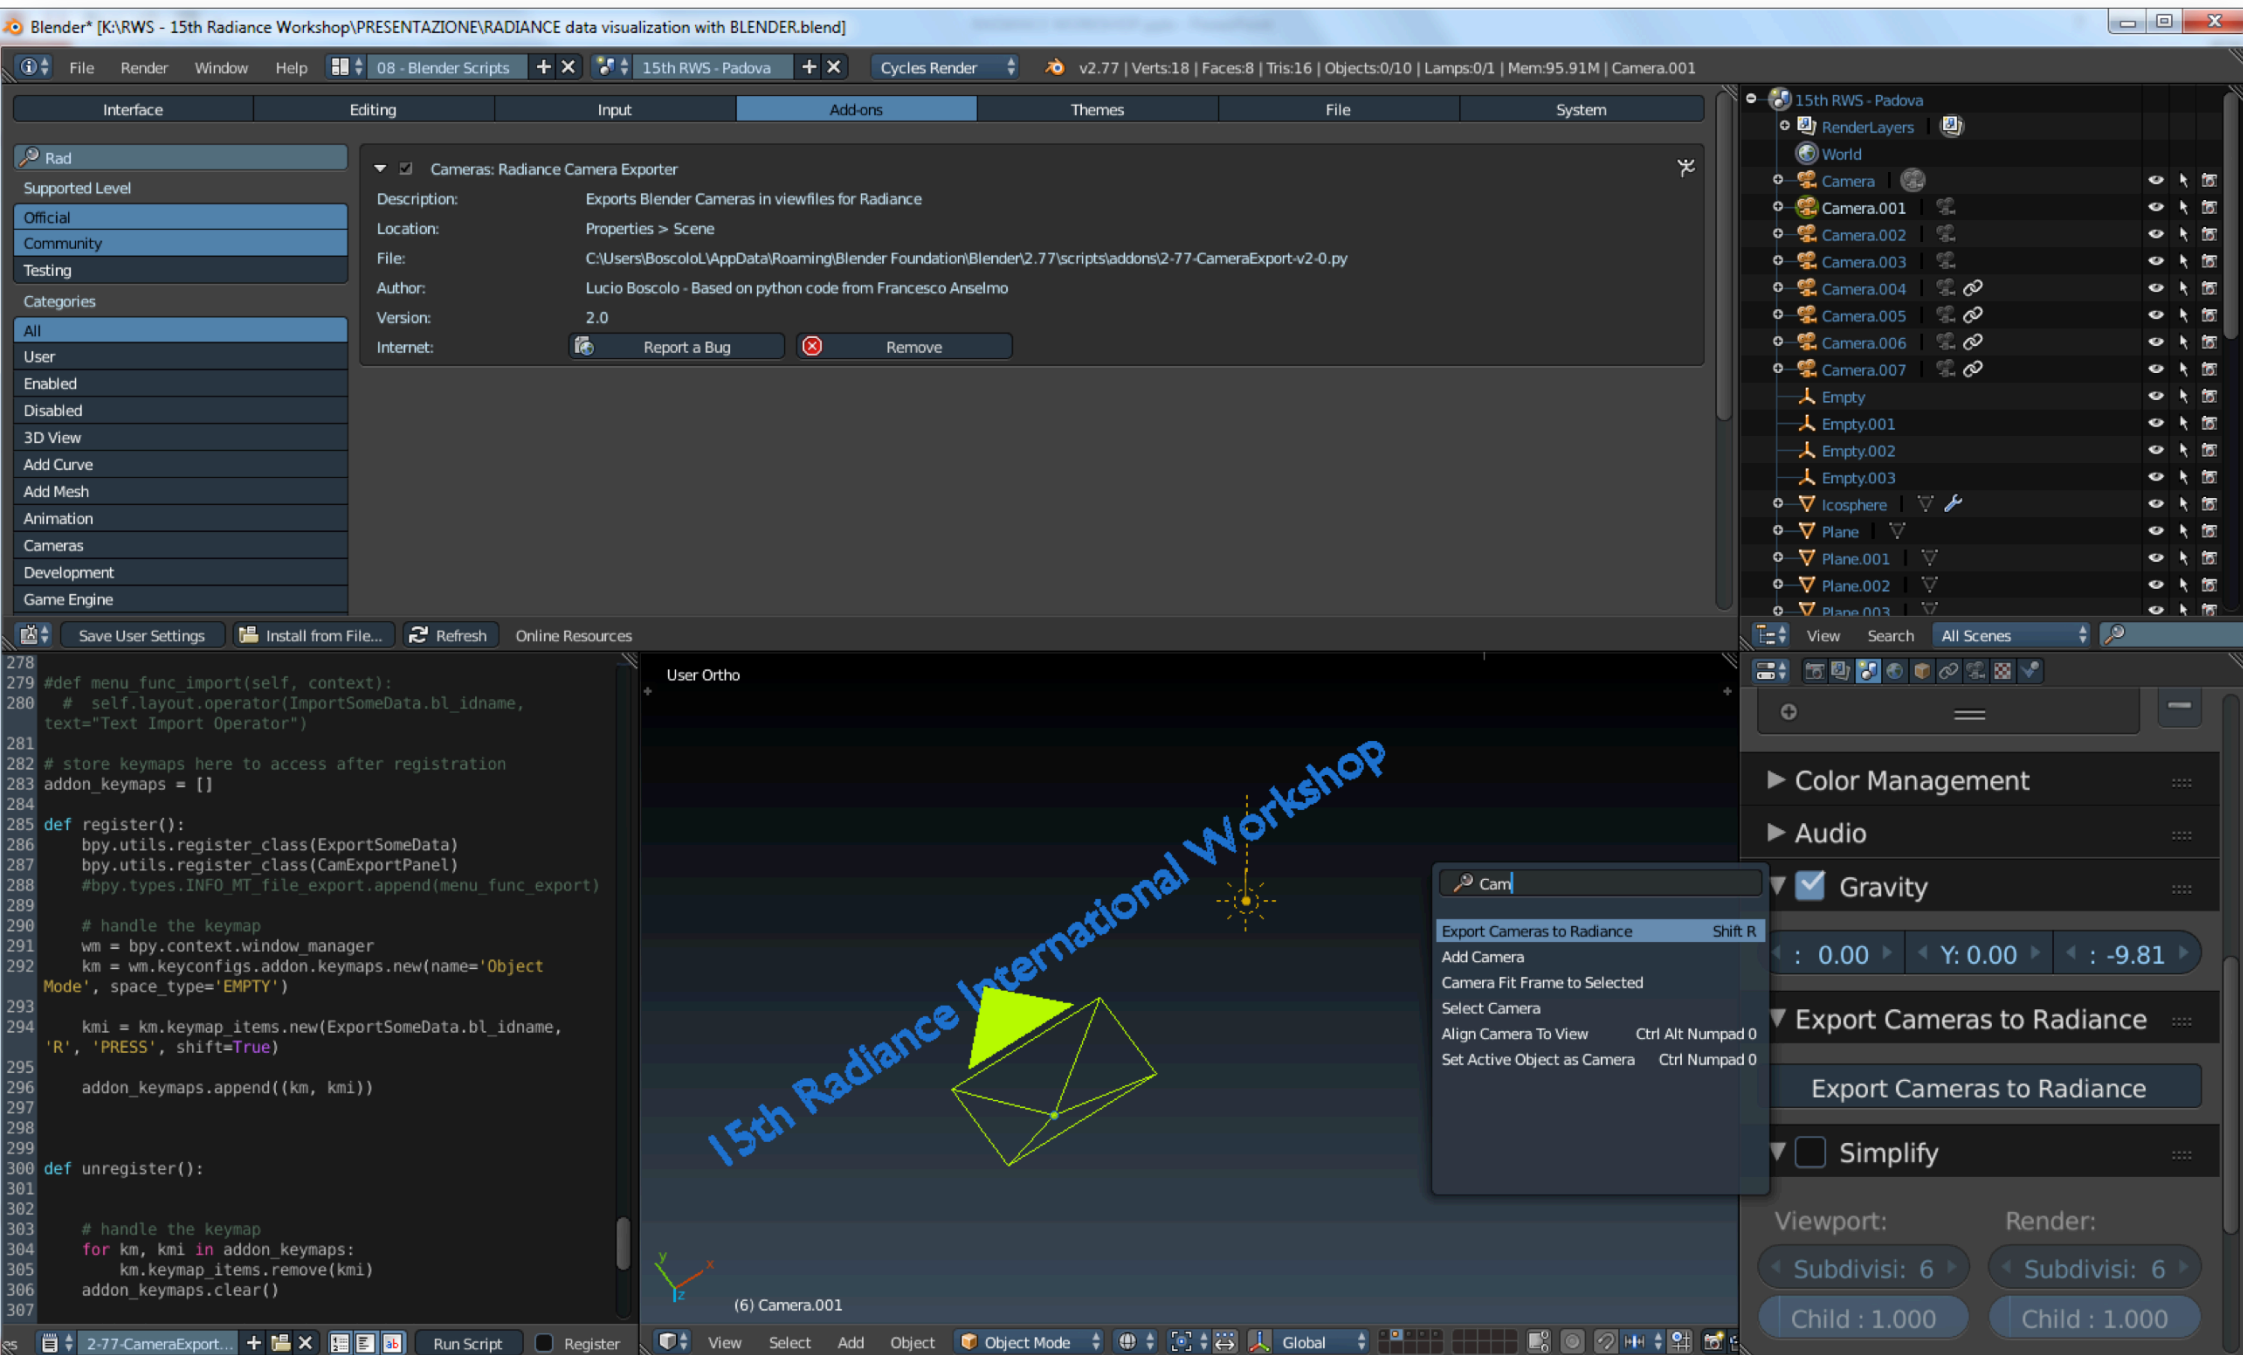 Blender* [K:\RWS - 15th Radiance Workshop\PRESENTAZIONE\RADIANCE data visualization with BLENDER.blend]
File Render Window Help 08 - Blender Scripts 15th RWS - Padova Cycles Render v2.77 | Verts:18 | Faces:8 | Tris:16 | Objects:0/10 | Lamps:0/1 | Mem:95.91M | Camera.001
Interface Editing Input Add-ons Themes File System
Rad
Supported Level
Official
Community
Testing
Categories
All
User
Enabled
Disabled
3D View
Add Curve
Add Mesh
Animation
Cameras
Development
Game Engine
Cameras: Radiance Camera Exporter
Description: Exports Blender Cameras in viewfiles for Radiance
Location: Properties > Scene
File: C:\Users\BoscoloL\AppData\Roaming\Blender Foundation\Blender\2.77\scripts\addons\2-77-CameraExport-v2-0.py
Author: Lucio Boscolo - Based on python code from Francesco Anselmo
Version: 2.0
Internet: Report a Bug Remove
Save User Settings Install from File... Refresh Online Resources
15th RWS - Padova
RenderLayers
World
Camera
Camera.001
Camera.002
Camera.003
Camera.004
Camera.005
Camera.006
Camera.007
Empty
Empty.001
Empty.002
Empty.003
Icosphere
Plane
Plane.001
Plane.002
Plane.003
View Search All Scenes
278
279 #def menu_func_import(self, context):
280 # self.layout.operator(ImportSomeData.bl_idname,
text="Text Import Operator")
281
282 # store keymaps here to access after registration
283 addon_keymaps = []
284
285 def register():
286 bpy.utils.register_class(ExportSomeData)
287 bpy.utils.register_class(CamExportPanel)
288 #bpy.types.INFO_MT_file_export.append(menu_func_export)
289
290 # handle the keymap
291 wm = bpy.context.window_manager
292 km = wm.keyconfigs.addon.keymaps.new(name='Object
Mode', space_type='EMPTY')
293
294 kmi = km.keymap_items.new(ExportSomeData.bl_idname,
'R', 'PRESS', shift=True)
295
296 addon_keymaps.append((km, kmi))
297
298
299
300 def unregister():
301
302
303 # handle the keymap
304 for km, kmi in addon_keymaps:
305 km.keymap_items.remove(kmi)
306 addon_keymaps.clear()
307
es 2-77-CameraExport... Run Script Register
User Ortho
15th Radiance International Workshop
y
x
z
(6) Camera.001
View Select Add Object Object Mode Global
Cam
Export Cameras to Radiance Shift R
Add Camera
Camera Fit Frame to Selected
Select Camera
Align Camera To View Ctrl Alt Numpad 0
Set Active Object as Camera Ctrl Numpad 0
Color Management
Audio
Gravity
: 0.00 Y: 0.00 : -9.81
Export Cameras to Radiance
Export Cameras to Radiance
Simplify
Viewport: Render:
Subdivisi: 6 Subdivisi: 6
Child : 1.000 Child : 1.000